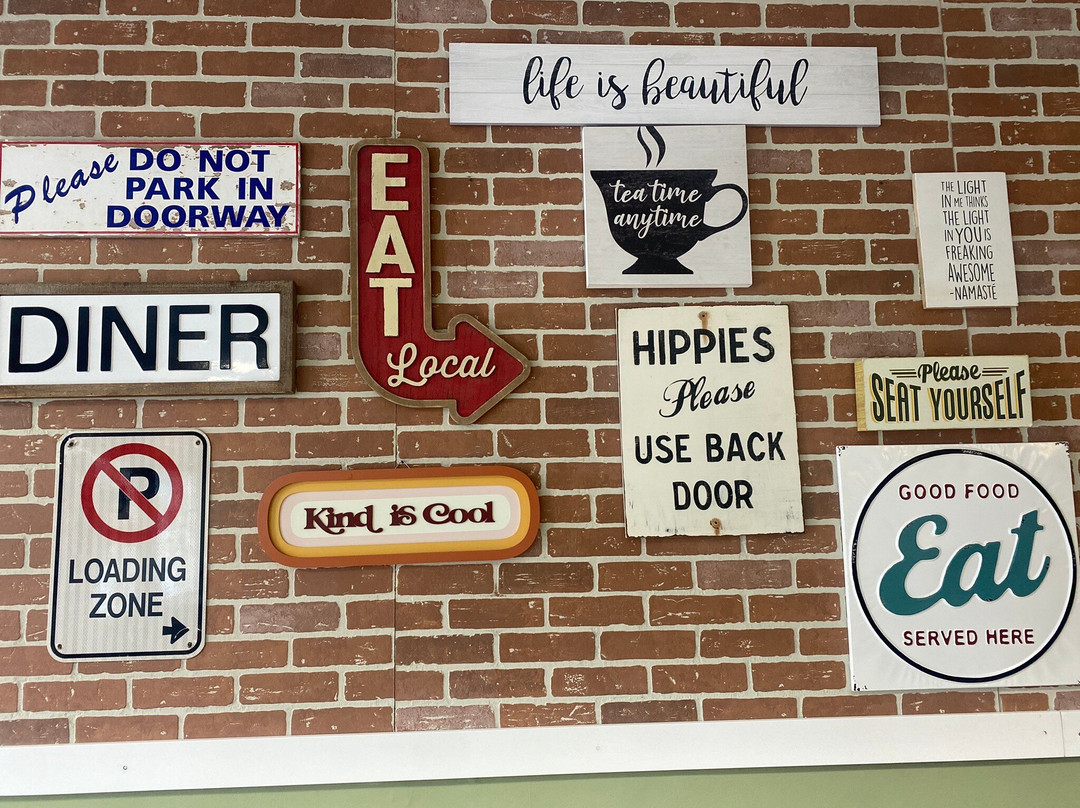 life is beautiful
Please DO NOT
PARK IN
DOORWAY
EAT
Local
tea time
anytime
THE LIGHT
IN ME THINKS
THE LIGHT
IN YOU IS
FREAKING
AWESOME
-NAMASTÉ
DINER
HIPPIES
Please
USE BACK
DOOR
Please
SEAT YOURSELF
P
LOADING
ZONE
Kind is Cool
GOOD FOOD
Eat
SERVED HERE